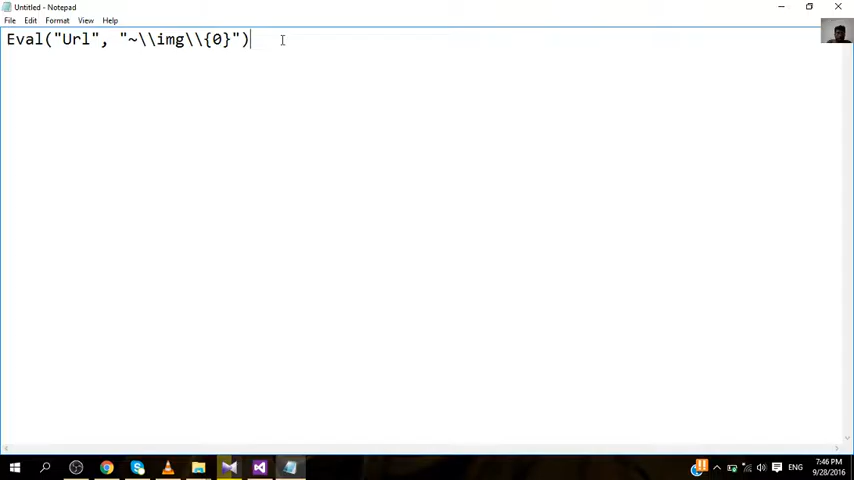 Untitled - Notepad
File Edit Format View Help
Eval("Url", "~\\img\\{0}")
ENG
7:46 PM
9/28/2016